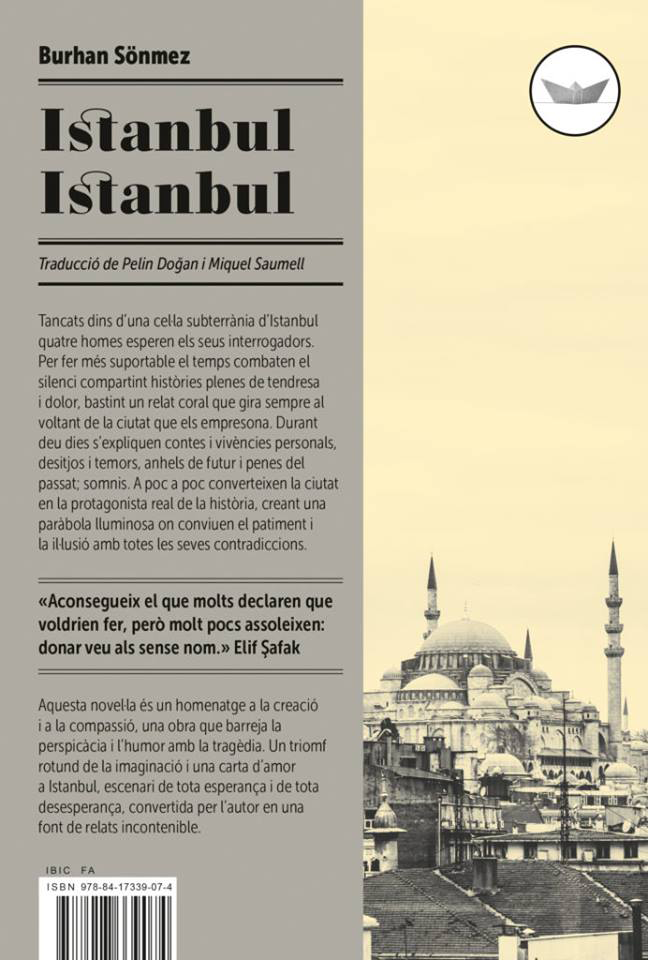 Burhan Sönmez
Istanbul
Istanbul
Traducció de Pelin Doğan i Miquel Saumell
Tancats dins d’una cel·la subterrània d’Istanbul
quatre homes esperen els seus interrogadors.
Per fer més suportable el temps combaten el
silenci compartint històries plenes de tendresa
i dolor, bastint un relat coral que gira sempre al
voltant de la ciutat que els empresona. Durant
deu dies s’expliquen contes i vivències personals,
desitjos i temors, anhels de futur i penes del
passat; somnis. A poc a poc converteixen la ciutat
en la protagonista real de la història, creant una
paràbola lluminosa on conviuen el patiment i
la il·lusió amb totes les seves contradiccions.
«Aconsegueix el que molts declaren que
voldrien fer, però molt pocs assoleixen:
donar veu als sense nom.» Elif Şafak
Aquesta novel·la és un homenatge a la creació
i a la compassió, una obra que barreja la
perspicàcia i l’humor amb la tragèdia. Un triomf
rotund de la imaginació i una carta d’amor
a Istanbul, escenari de tota esperança i de tota
desesperança, convertida per l’autor en una
font de relats incontenible.
IBIC FA
ISBN 978-84-17339-07-4